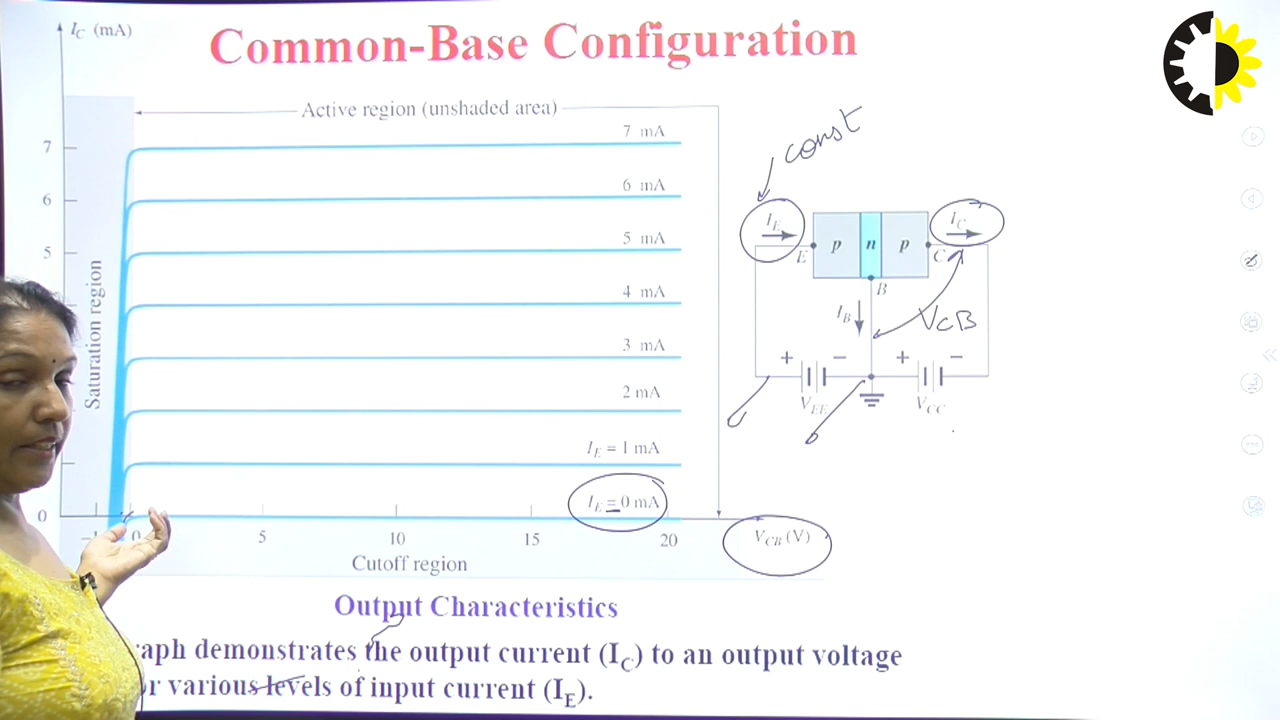 Common-Base Configuration
I_C (mA)
Active region (unshaded area)
7 mA
7
6 mA
6
5 mA
5
4 mA
3 mA
2 mA
I_E = 1 mA
I_E = 0 mA
0
Saturation region
-1 0 5 10 15 20
V_CB (V)
Cutoff region
const
I_E
I_C
E p n p C
B
I_B
V_CB
+ - + -
V_EE V_CC
Output Characteristics
aph demonstrates the output current (I_C) to an output voltage
r various levels of input current (I_E).